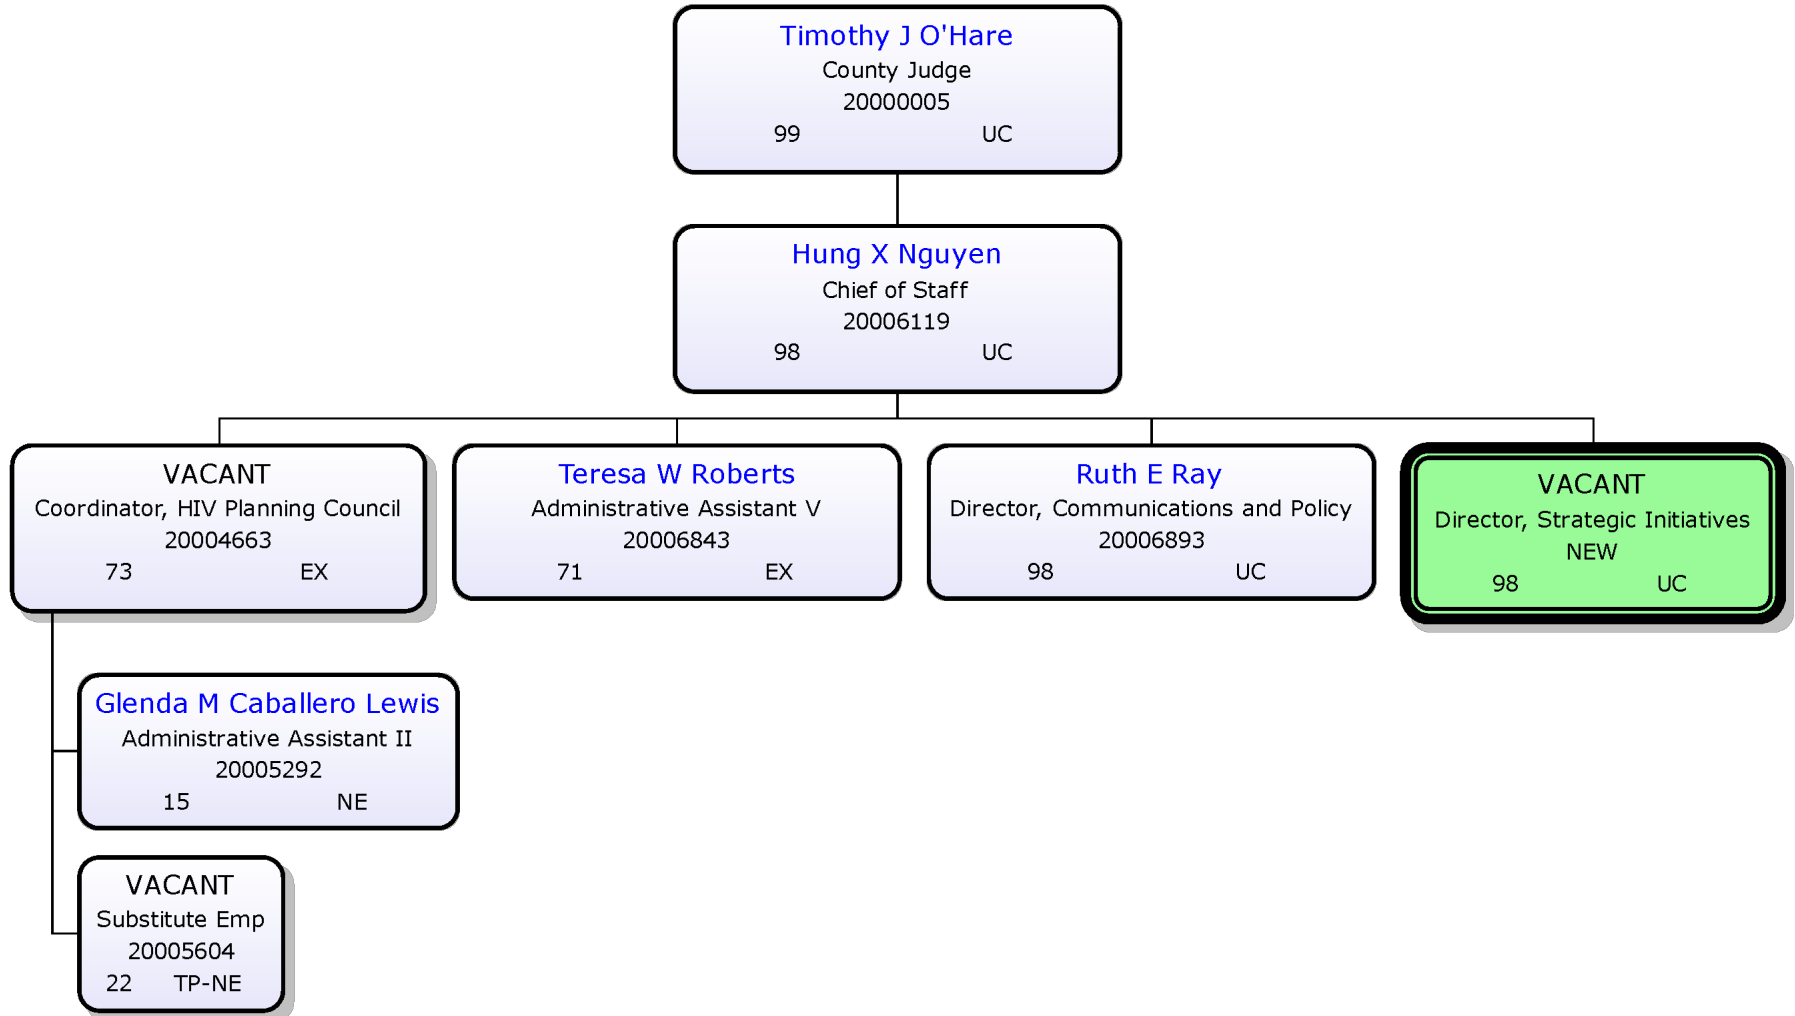 Timothy J O'Hare
County Judge
20000005
99 UC
Hung X Nguyen
Chief of Staff
20006119
98 UC
VACANT
Coordinator, HIV Planning Council
20004663
73 EX
Teresa W Roberts
Administrative Assistant V
20006843
71 EX
Ruth E Ray
Director, Communications and Policy
20006893
98 UC
VACANT
Director, Strategic Initiatives
NEW
98 UC
Glenda M Caballero Lewis
Administrative Assistant II
20005292
15 NE
VACANT
Substitute Emp
20005604
22 TP-NE